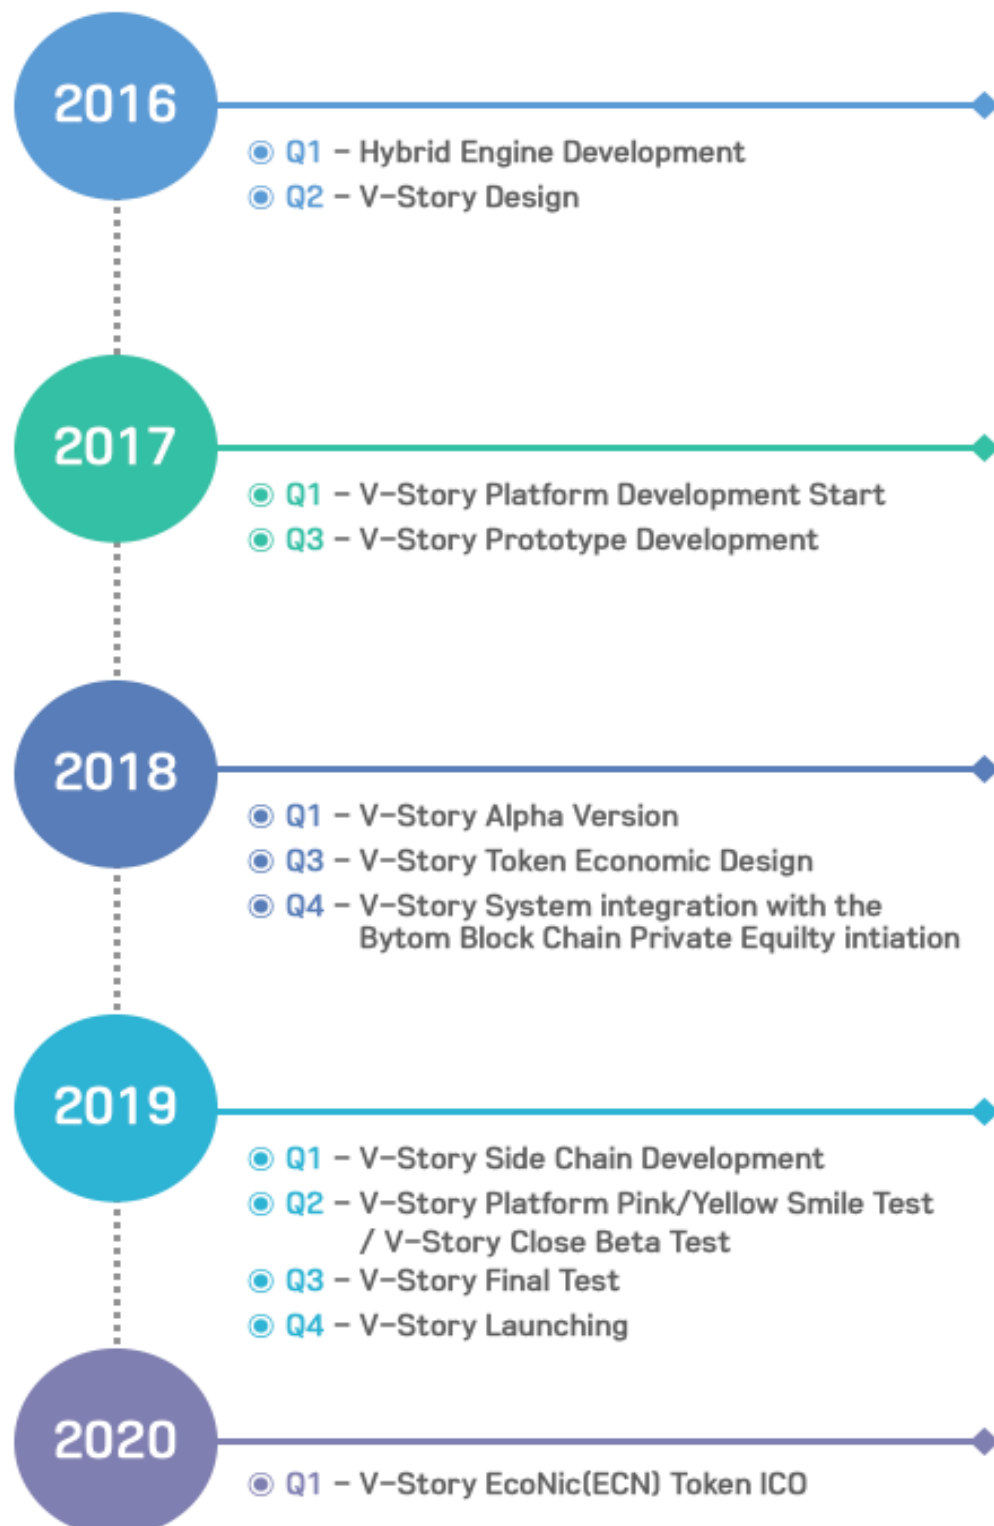 2016
Q1 - Hybrid Engine Development
Q2 - V-Story Design
2017
Q1 - V-Story Platform Development Start
Q3 - V-Story Prototype Development
2018
Q1 - V-Story Alpha Version
Q3 - V-Story Token Economic Design
Q4 - V-Story System integration with the
Bytom Block Chain Private Equilty intiation
2019
Q1 - V-Story Side Chain Development
Q2 - V-Story Platform Pink/Yellow Smile Test
/ V-Story Close Beta Test
Q3 - V-Story Final Test
Q4 - V-Story Launching
2020
Q1 - V-Story EcoNic(ECN) Token ICO